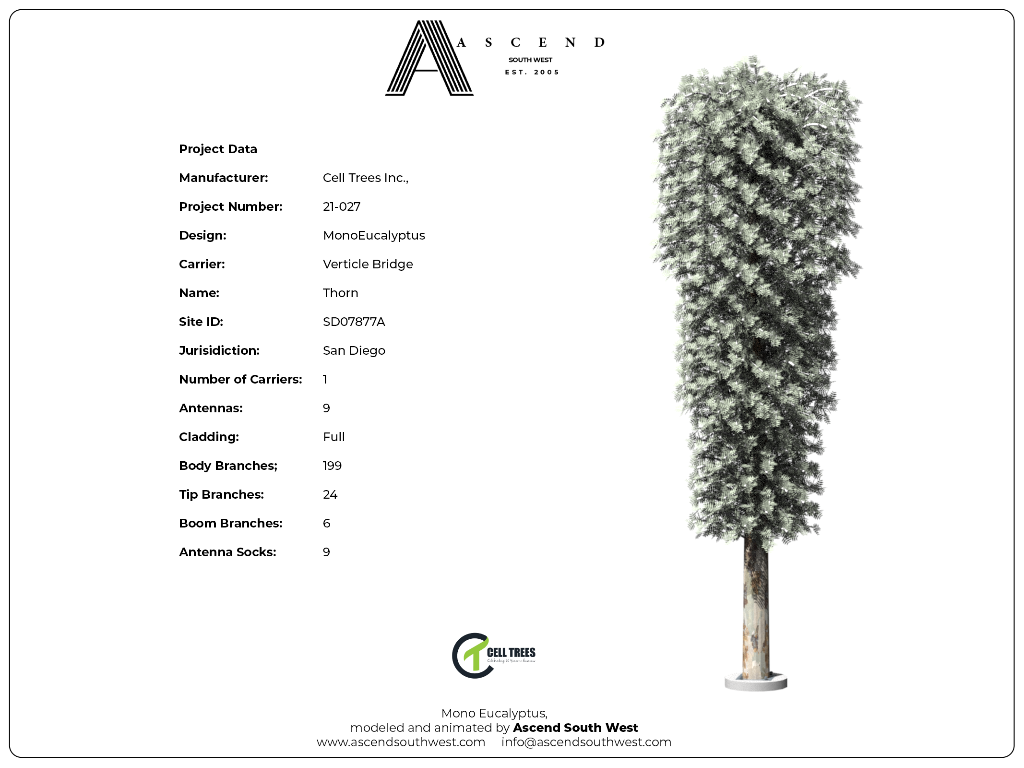 A S C E N D
SOUTH WEST
EST. 2005
Project Data
Manufacturer: Cell Trees Inc.,
Project Number: 21-027
Design: MonoEucalyptus
Carrier: Verticle Bridge
Name: Thorn
Site ID: SD07877A
Jurisidiction: San Diego
Number of Carriers: 1
Antennas: 9
Cladding: Full
Body Branches; 199
Tip Branches: 24
Boom Branches: 6
Antenna Socks: 9
CELL TREES
Mono Eucalyptus,
modeled and animated by Ascend South West
www.ascendsouthwest.com info@ascendsouthwest.com